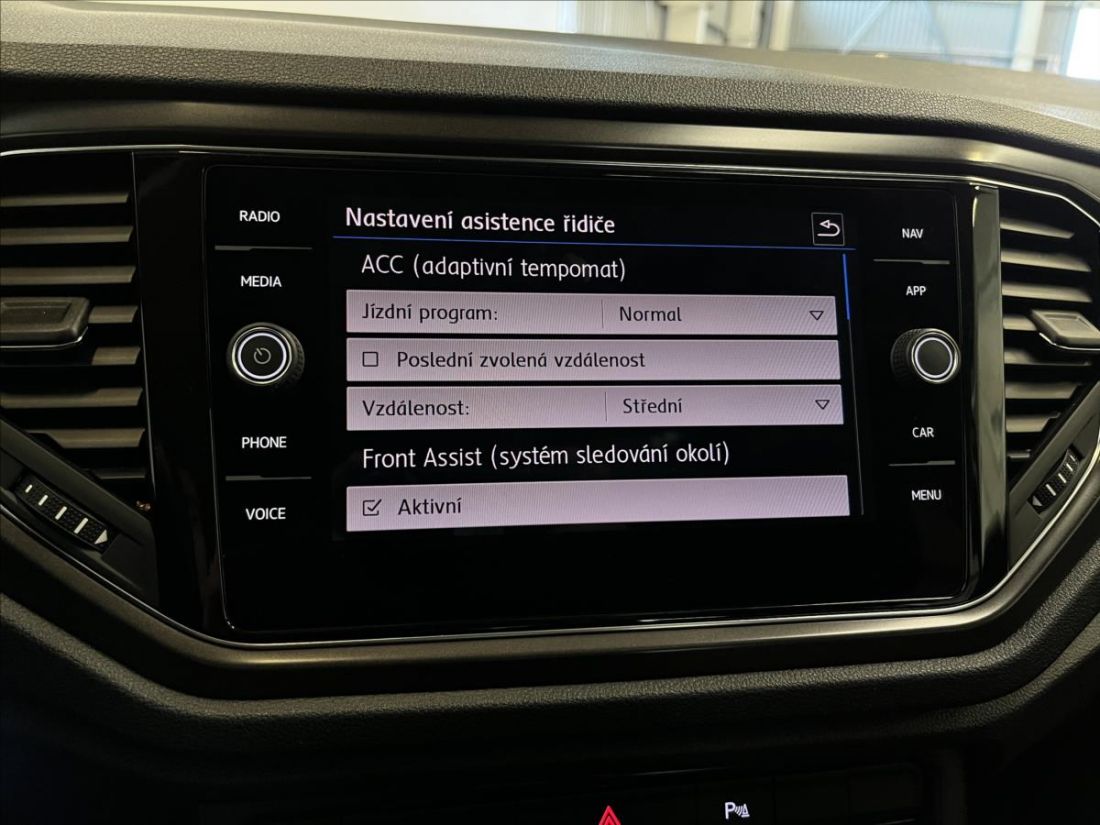 RADIO
MEDIA
PHONE
VOICE
Nastavení asistence řidiče
ACC (adaptivní tempomat)
Jízdní program: Normal
Poslední zvolená vzdálenost
Vzdálenost: Střední
Front Assist (systém sledování okolí)
Aktivní
NAV
APP
CAR
MENU
P